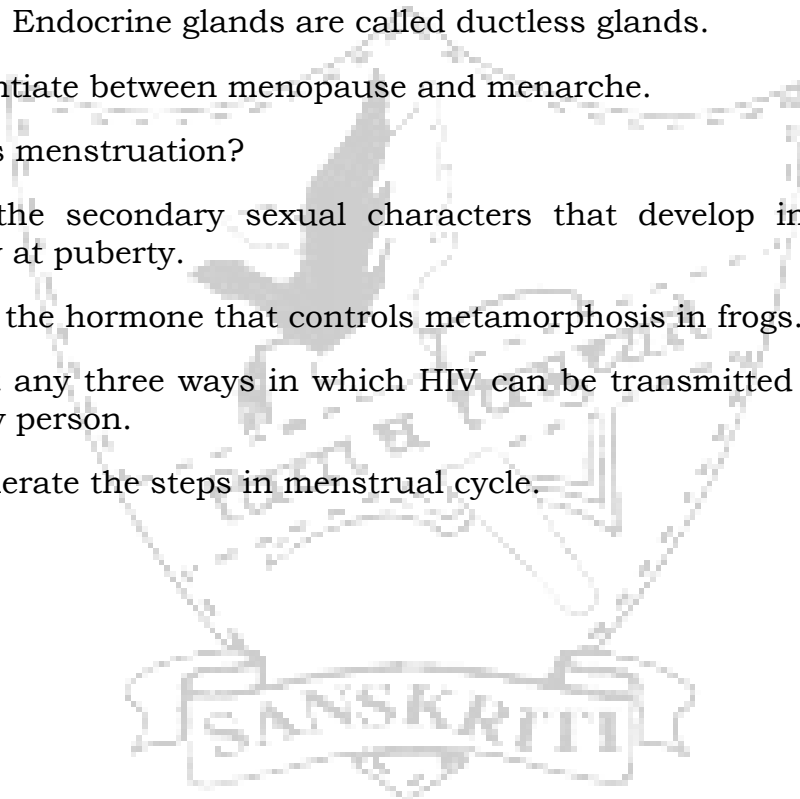 Endocrine glands are called ductless glands.
ntiate between menopause and menarche.
s menstruation?
the secondary sexual characters that develop in
y at puberty.
the hormone that controls metamorphosis in frogs.
any three ways in which HIV can be transmitted
y person.
erate the steps in menstrual cycle.
SANSKRITI